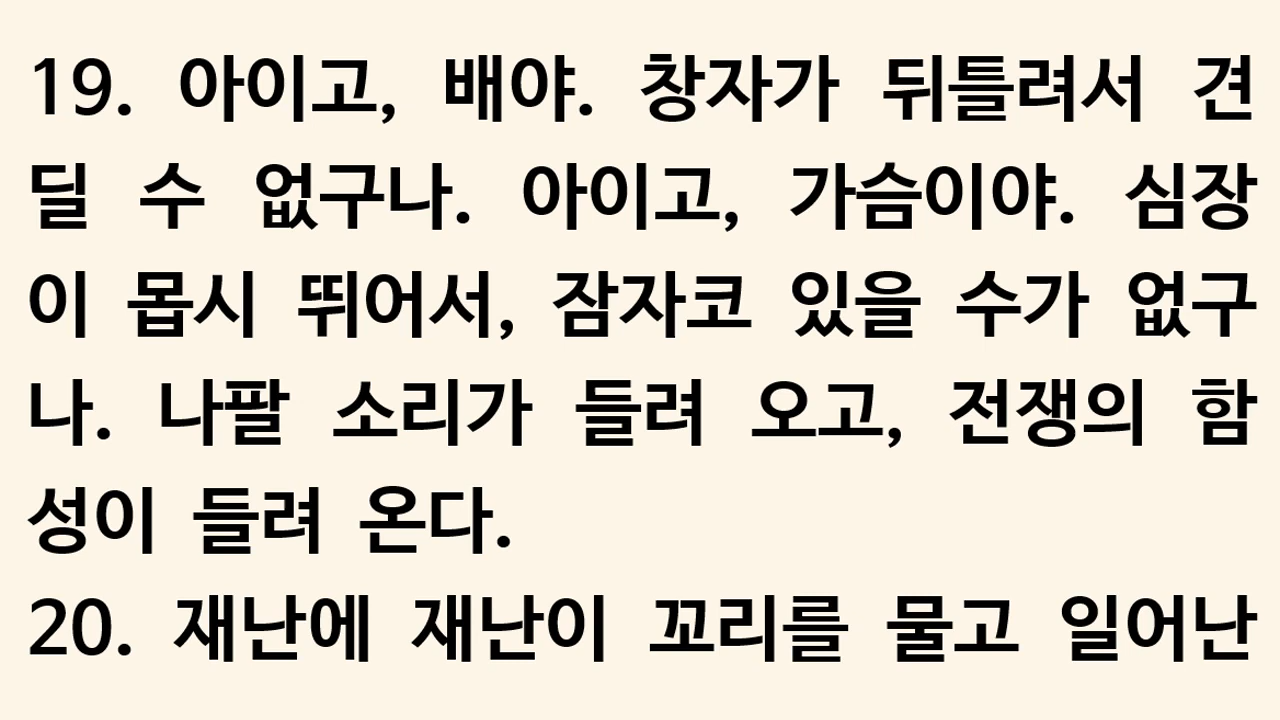 19. 아이고, 배야. 창자가 뒤틀려서 견
딜 수 없구나. 아이고, 가슴이야. 심장
이 몹시 뛰어서, 잠자코 있을 수가 없구
나. 나팔 소리가 들려 오고, 전쟁의 함
성이 들려 온다.
20. 재난에 재난이 꼬리를 물고 일어난